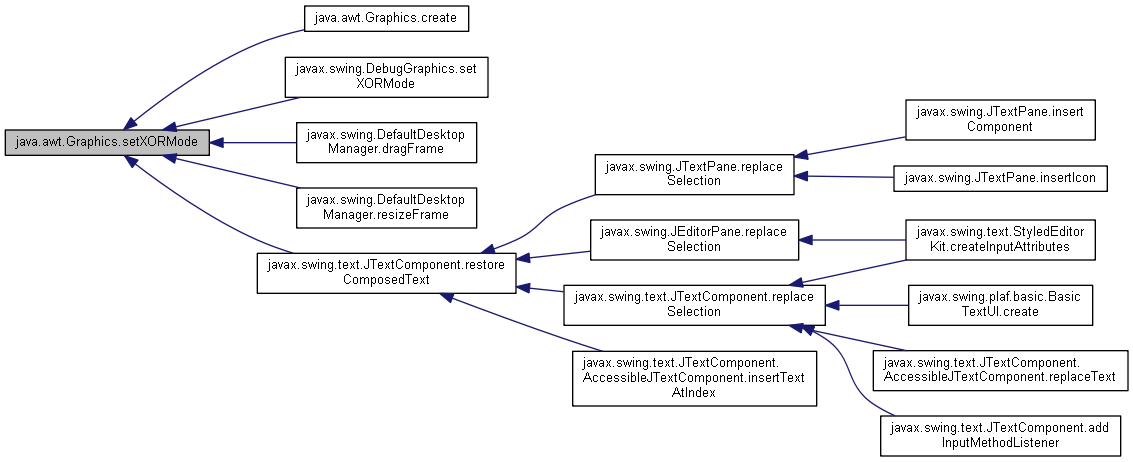 java.awt.Graphics.create
javax.swing.DebugGraphics.set
XORMode
java.awt.Graphics.setXORMode
javax.swing.DefaultDesktop
Manager.dragFrame
javax.swing.DefaultDesktop
Manager.resizeFrame
javax.swing.text.JTextComponent.restore
ComposedText
javax.swing.JTextPane.replace
Selection
javax.swing.JEditorPane.replace
Selection
javax.swing.text.JTextComponent.replace
Selection
javax.swing.text.JTextComponent.
AccessibleJTextComponent.insertText
AtIndex
javax.swing.JTextPane.insert
Component
javax.swing.JTextPane.insertIcon
javax.swing.text.StyledEditor
Kit.createInputAttributes
javax.swing.plaf.basic.Basic
TextUI.create
javax.swing.text.JTextComponent.
AccessibleJTextComponent.replaceText
javax.swing.text.JTextComponent.add
InputMethodListener